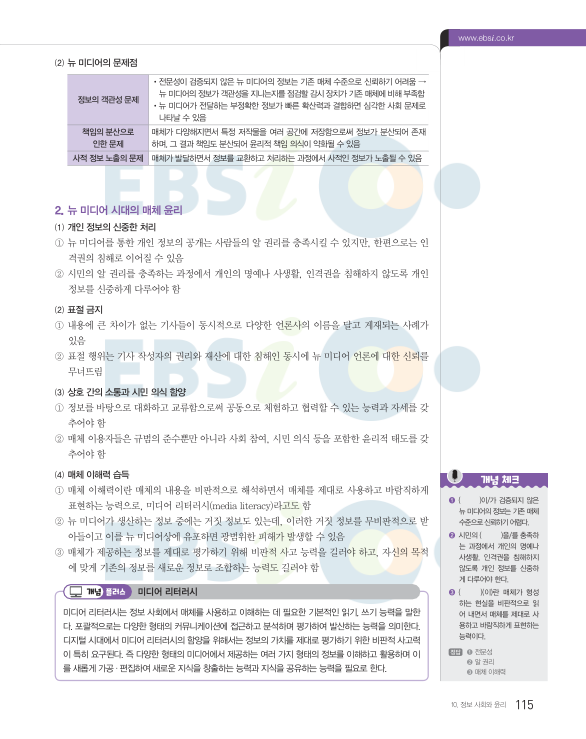 www.ebsi.co.kr
(2) 뉴 미디어의 문제점
정보의 객관성 문제
• 전문성이 검증되지 않은 뉴 미디어의 정보는 기존 매체 수준으로 신뢰하기 어려움 →
뉴 미디어의 정보가 객관성을 지니는지를 점검할 감시 장치가 기존 매체에 비해 부족함
• 뉴 미디어가 전달하는 부정확한 정보가 빠른 확산력과 결합하면 심각한 사회 문제로
나타날 수 있음
책임의 분산으로
인한 문제
매체가 다양해지면서 특정 저작물을 여러 공간에 저장함으로써 정보가 분산되어 존재
하며, 그 결과 책임도 분산되어 윤리적 책임 의식이 약화될 수 있음
사적 정보 노출의 문제
매체가 발달하면서 정보를 교환하고 처리하는 과정에서 사적인 정보가 노출될 수 있음
2. 뉴 미디어 시대의 매체 윤리
(1) 개인 정보의 신중한 처리
① 뉴 미디어를 통한 개인 정보의 공개는 사람들의 알 권리를 충족시킬 수 있지만, 한편으로는 인
격권의 침해로 이어질 수 있음
② 시민의 알 권리를 충족하는 과정에서 개인의 명예나 사생활, 인격권을 침해하지 않도록 개인
정보를 신중하게 다루어야 함
(2) 표절 금지
① 내용에 큰 차이가 없는 기사들이 동시적으로 다양한 언론사의 이름을 달고 게재되는 사례가
있음
② 표절 행위는 기사 작성자의 권리와 재산에 대한 침해인 동시에 뉴 미디어 언론에 대한 신뢰를
무너뜨림
(3) 상호 간의 소통과 시민 의식 함양
① 정보를 바탕으로 대화하고 교류함으로써 공동으로 체험하고 협력할 수 있는 능력과 자세를 갖
추어야 함
② 매체 이용자들은 규범의 준수뿐만 아니라 사회 참여, 시민 의식 등을 포함한 윤리적 태도를 갖
추어야 함
(4) 매체 이해력 습득
① 매체 이해력이란 매체의 내용을 비판적으로 해석하면서 매체를 제대로 사용하고 바람직하게
표현하는 능력으로, 미디어 리터러시(media literacy)라고도 함
② 뉴 미디어가 생산하는 정보 중에는 거짓 정보도 있는데, 이러한 거짓 정보를 무비판적으로 받
아들이고 이를 뉴 미디어상에 유포하면 광범위한 피해가 발생할 수 있음
③ 매체가 제공하는 정보를 제대로 평가하기 위해 비판적 사고 능력을 길러야 하고, 자신의 목적
에 맞게 기존의 정보를 새로운 정보로 조합하는 능력도 길러야 함
개념 플러스 미디어 리터러시
미디어 리터러시는 정보 사회에서 매체를 사용하고 이해하는 데 필요한 기본적인 읽기, 쓰기 능력을 말한
다. 포괄적으로는 다양한 형태의 커뮤니케이션에 접근하고 분석하며 평가하여 발산하는 능력을 의미한다.
디지털 시대에서 미디어 리터러시의 함양을 위해서는 정보의 가치를 제대로 평가하기 위한 비판적 사고력
이 특히 요구된다. 즉 다양한 형태의 미디어에서 제공하는 여러 가지 형태의 정보를 이해하고 활용하며 이
를 새롭게 가공·편집하여 새로운 지식을 창출하는 능력과 지식을 공유하는 능력을 필요로 한다.
개념 체크
❶ ( )이/가 검증되지 않은
뉴 미디어의 정보는 기존 매체
수준으로 신뢰하기 어렵다.
❷ 시민의 ( )을/를 충족하
는 과정에서 개인의 명예나
사생활, 인격권을 침해하지
않도록 개인 정보를 신중하
게 다루어야 한다.
❸ ( )(이)란 매체가 형성
하는 현실을 비판적으로 읽
어 내면서 매체를 제대로 사
용하고 바람직하게 표현하는
능력이다.
정답 ❶ 전문성
❷ 알 권리
❸ 매체 이해력
10. 정보 사회와 윤리 115
EBSi
EBSi